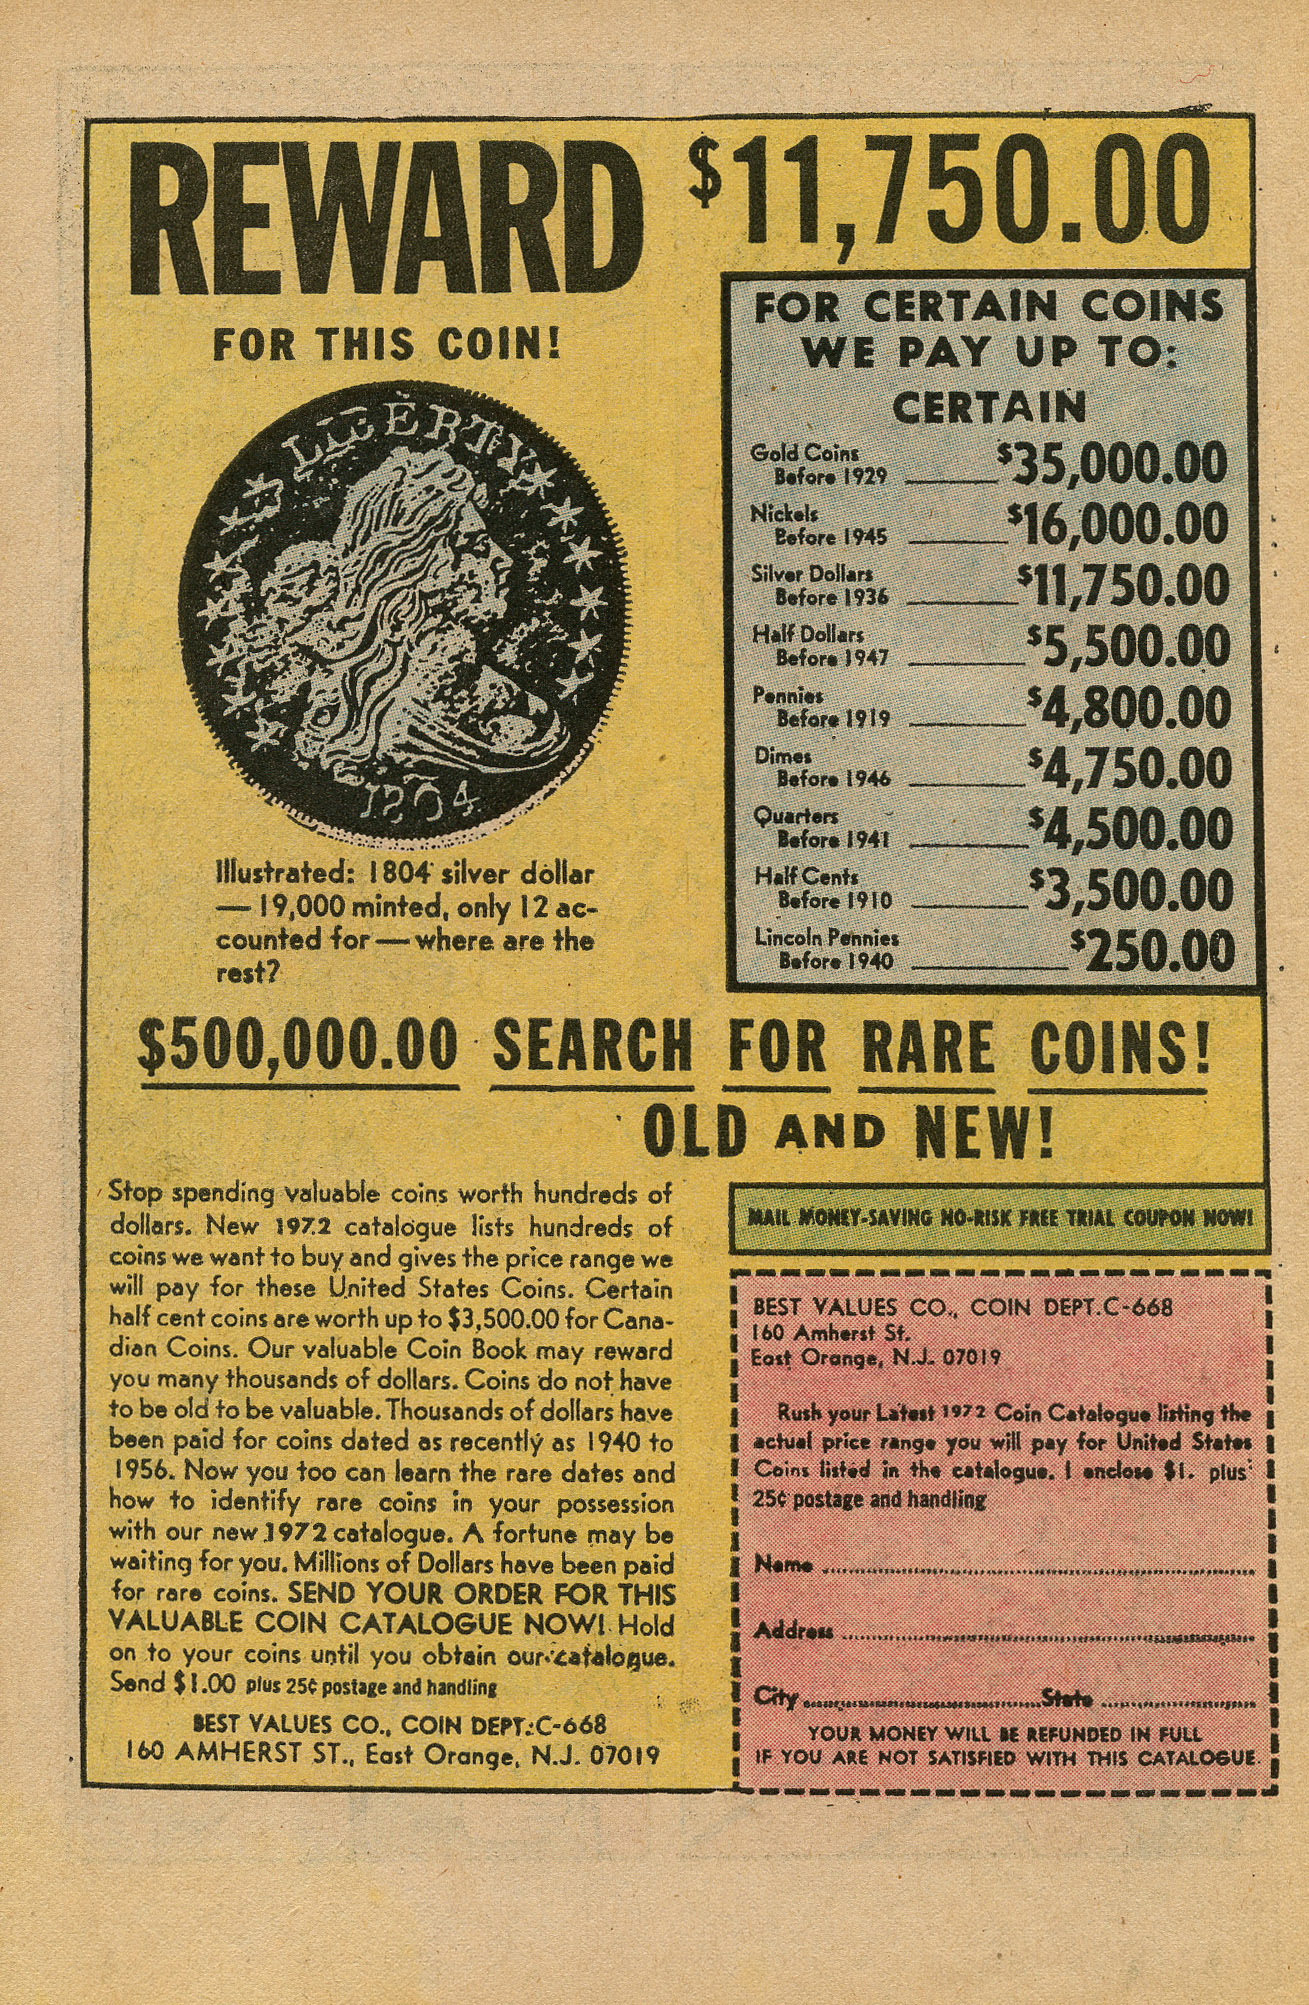 REWARD $11,750.00
FOR THIS COIN!
LIBERTY
1804
Illustrated: 1804 silver dollar
— 19,000 minted, only 12 ac-
counted for — where are the
rest?
FOR CERTAIN COINS
WE PAY UP TO:
CERTAIN
Gold Coins
Before 1929 $35,000.00
Nickels
Before 1945 $16,000.00
Silver Dollars
Before 1936 $11,750.00
Half Dollars
Before 1947 $5,500.00
Pennies
Before 1919 $4,800.00
Dimes
Before 1946 $4,750.00
Quarters
Before 1941 $4,500.00
Half Cents
Before 1910 $3,500.00
Lincoln Pennies
Before 1940 $250.00
$500,000.00 SEARCH FOR RARE COINS!
OLD AND NEW!
Stop spending valuable coins worth hundreds of
dollars. New 1972 catalogue lists hundreds of
coins we want to buy and gives the price range we
will pay for these United States Coins. Certain
half cent coins are worth up to $3,500.00 for Cana-
dian Coins. Our valuable Coin Book may reward
you many thousands of dollars. Coins do not have
to be old to be valuable. Thousands of dollars have
been paid for coins dated as recently as 1940 to
1956. Now you too can learn the rare dates and
how to identify rare coins in your possession
with our new 1972 catalogue. A fortune may be
waiting for you. Millions of Dollars have been paid
for rare coins. SEND YOUR ORDER FOR THIS
VALUABLE COIN CATALOGUE NOW! Hold
on to your coins until you obtain our catalogue.
Send $1.00 plus 25¢ postage and handling
BEST VALUES CO., COIN DEPT. C-668
160 AMHERST ST., East Orange, N.J. 07019
MAIL MONEY-SAVING NO-RISK FREE TRIAL COUPON NOW!
BEST VALUES CO., COIN DEPT. C-668
160 Amherst St.
East Orange, N.J. 07019
Rush your Latest 1972 Coin Catalogue listing the
actual price range you will pay for United States
Coins listed in the catalogue. I enclose $1. plus
25¢ postage and handling
Name
Address
City State
YOUR MONEY WILL BE REFUNDED IN FULL
IF YOU ARE NOT SATISFIED WITH THIS CATALOGUE.